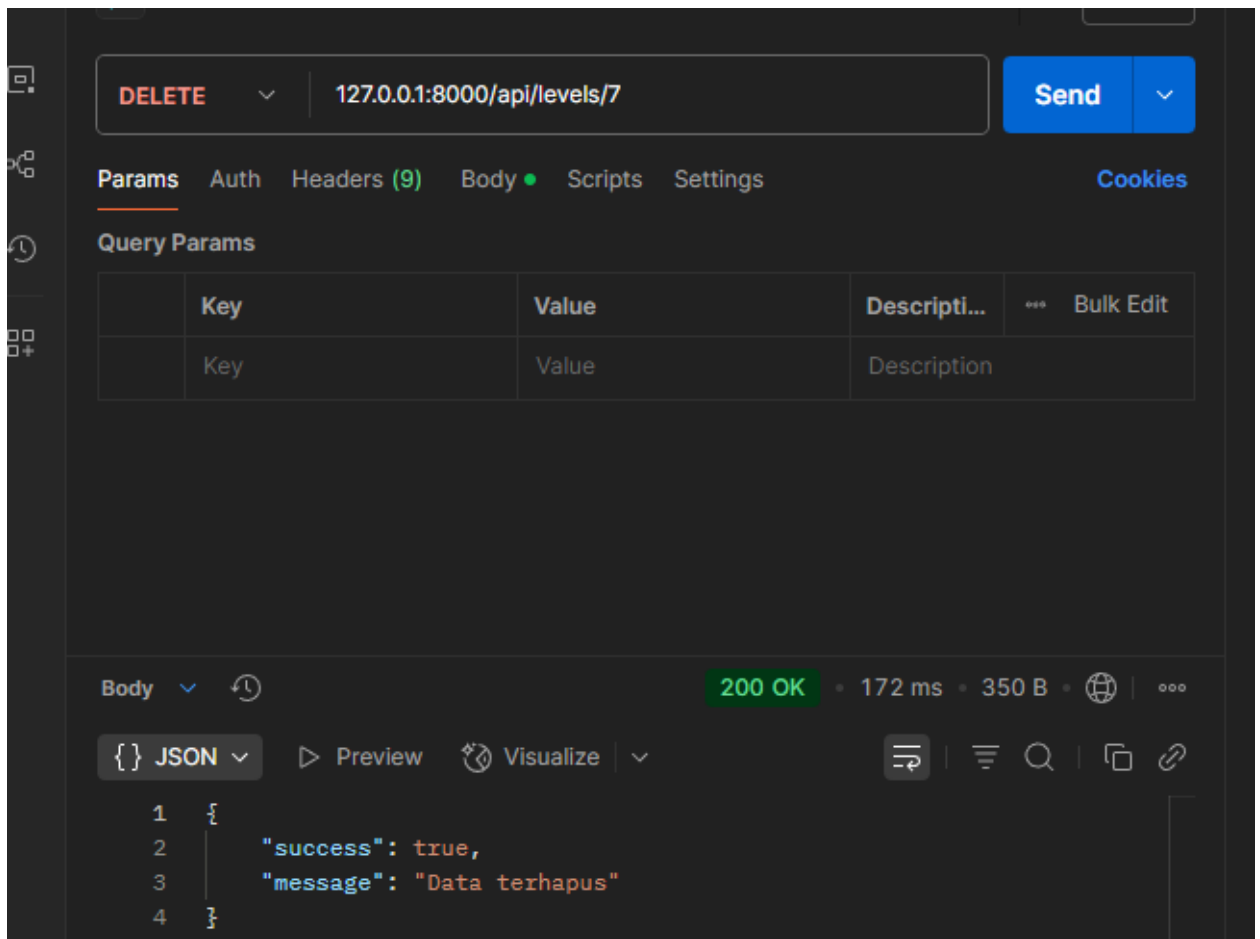 DELETE 127.0.0.1:8000/api/levels/7 Send
Params Auth Headers (9) Body Scripts Settings Cookies
Query Params
Key Value Descripti... Bulk Edit
Key Value Description
Body 200 OK 172 ms 350 B
{} JSON Preview Visualize
1 {
2 "success": true,
3 "message": "Data terhapus"
4 }